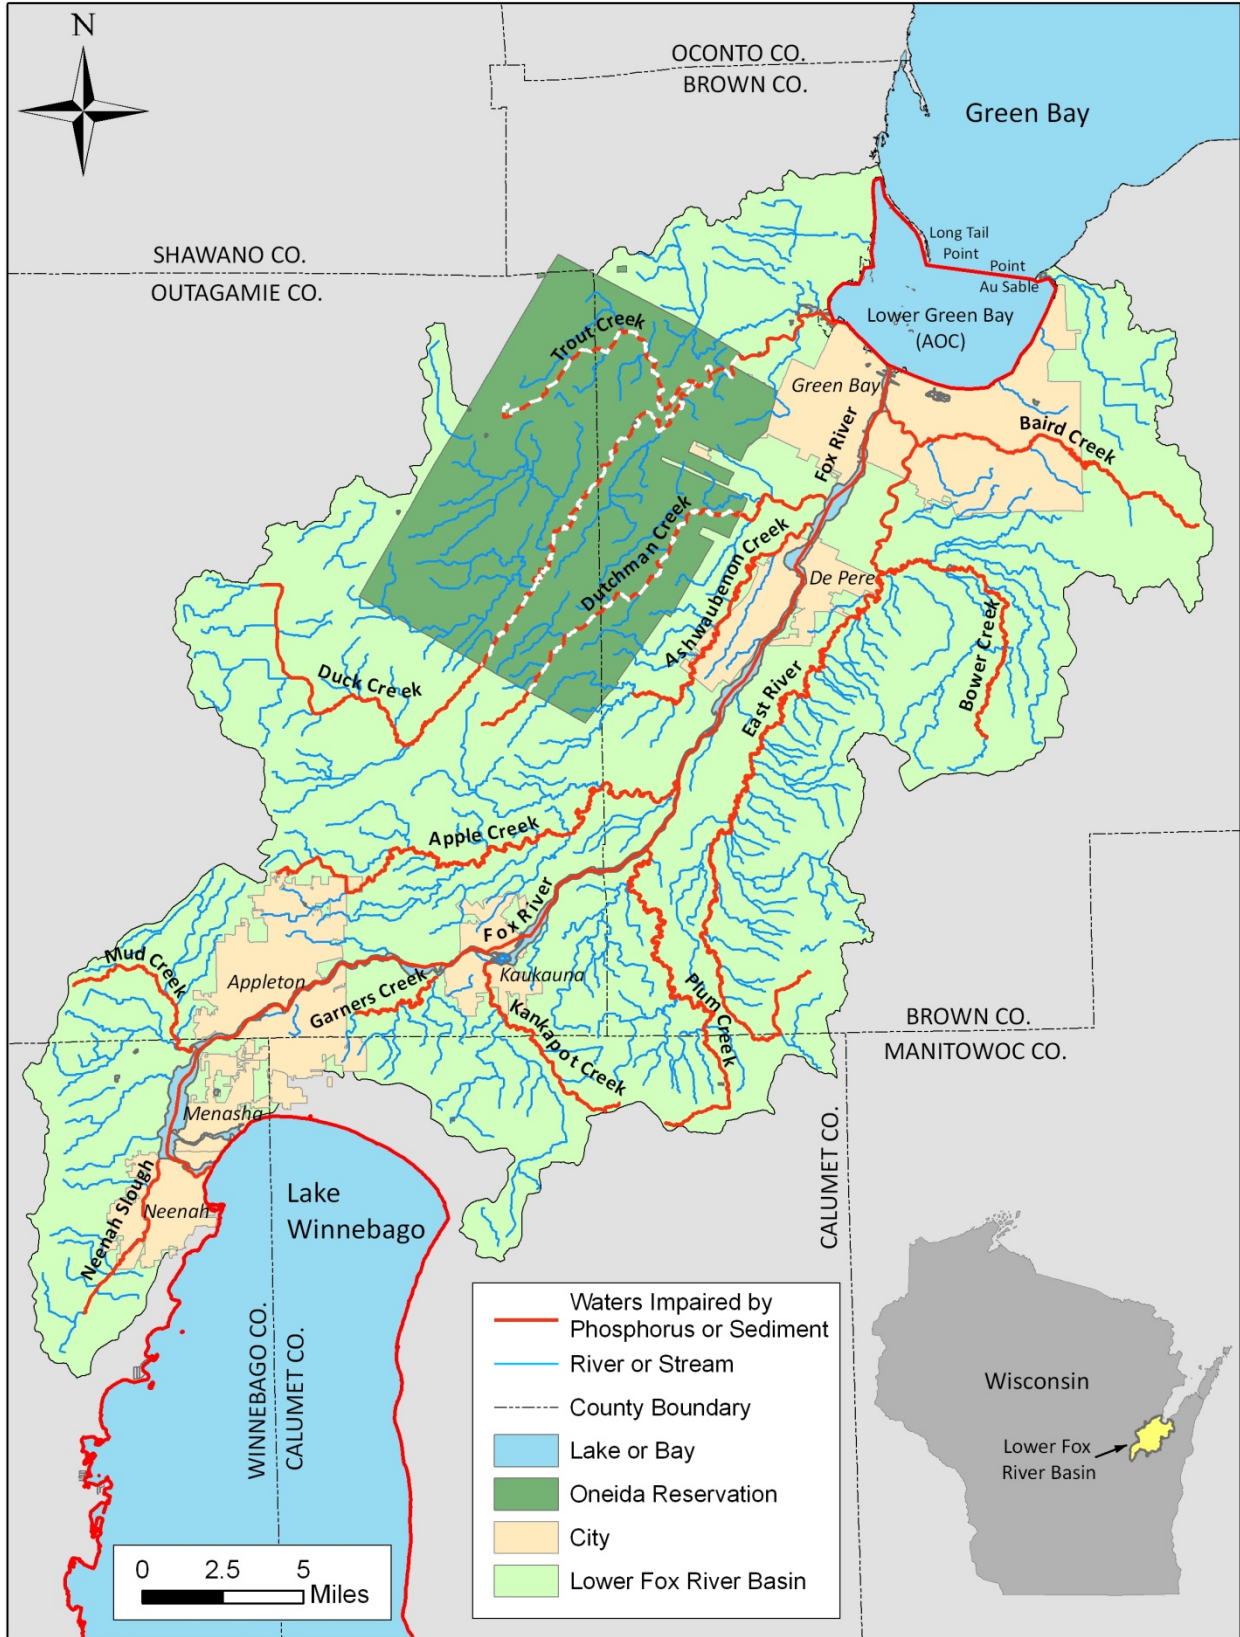 N
OCONTO CO.
BROWN CO.
Green Bay
SHAWANO CO.
OUTAGAMIE CO.
Long Tail
Point
Point
Au Sable
Lower Green Bay
(AOC)
Trout Creek
Green Bay
Fox River
Baird Creek
Dutchman Creek
Ashwaubenon Creek
De Pere
Bower Creek
Duck Creek
East River
Apple Creek
Fox River
Mud Creek
Appleton
Kaukauna
Garners Creek
Plum Creek
Kankapot Creek
BROWN CO.
MANITOWOC CO.
Menasha
CALUMET CO.
Neenah Slough
Neenah
Lake
Winnebago
WINNEBAGO CO.
CALUMET CO.
Waters Impaired by
Phosphorus or Sediment
River or Stream
County Boundary
Lake or Bay
Oneida Reservation
City
Lower Fox River Basin
0 2.5 5
Miles
Wisconsin
Lower Fox
River Basin